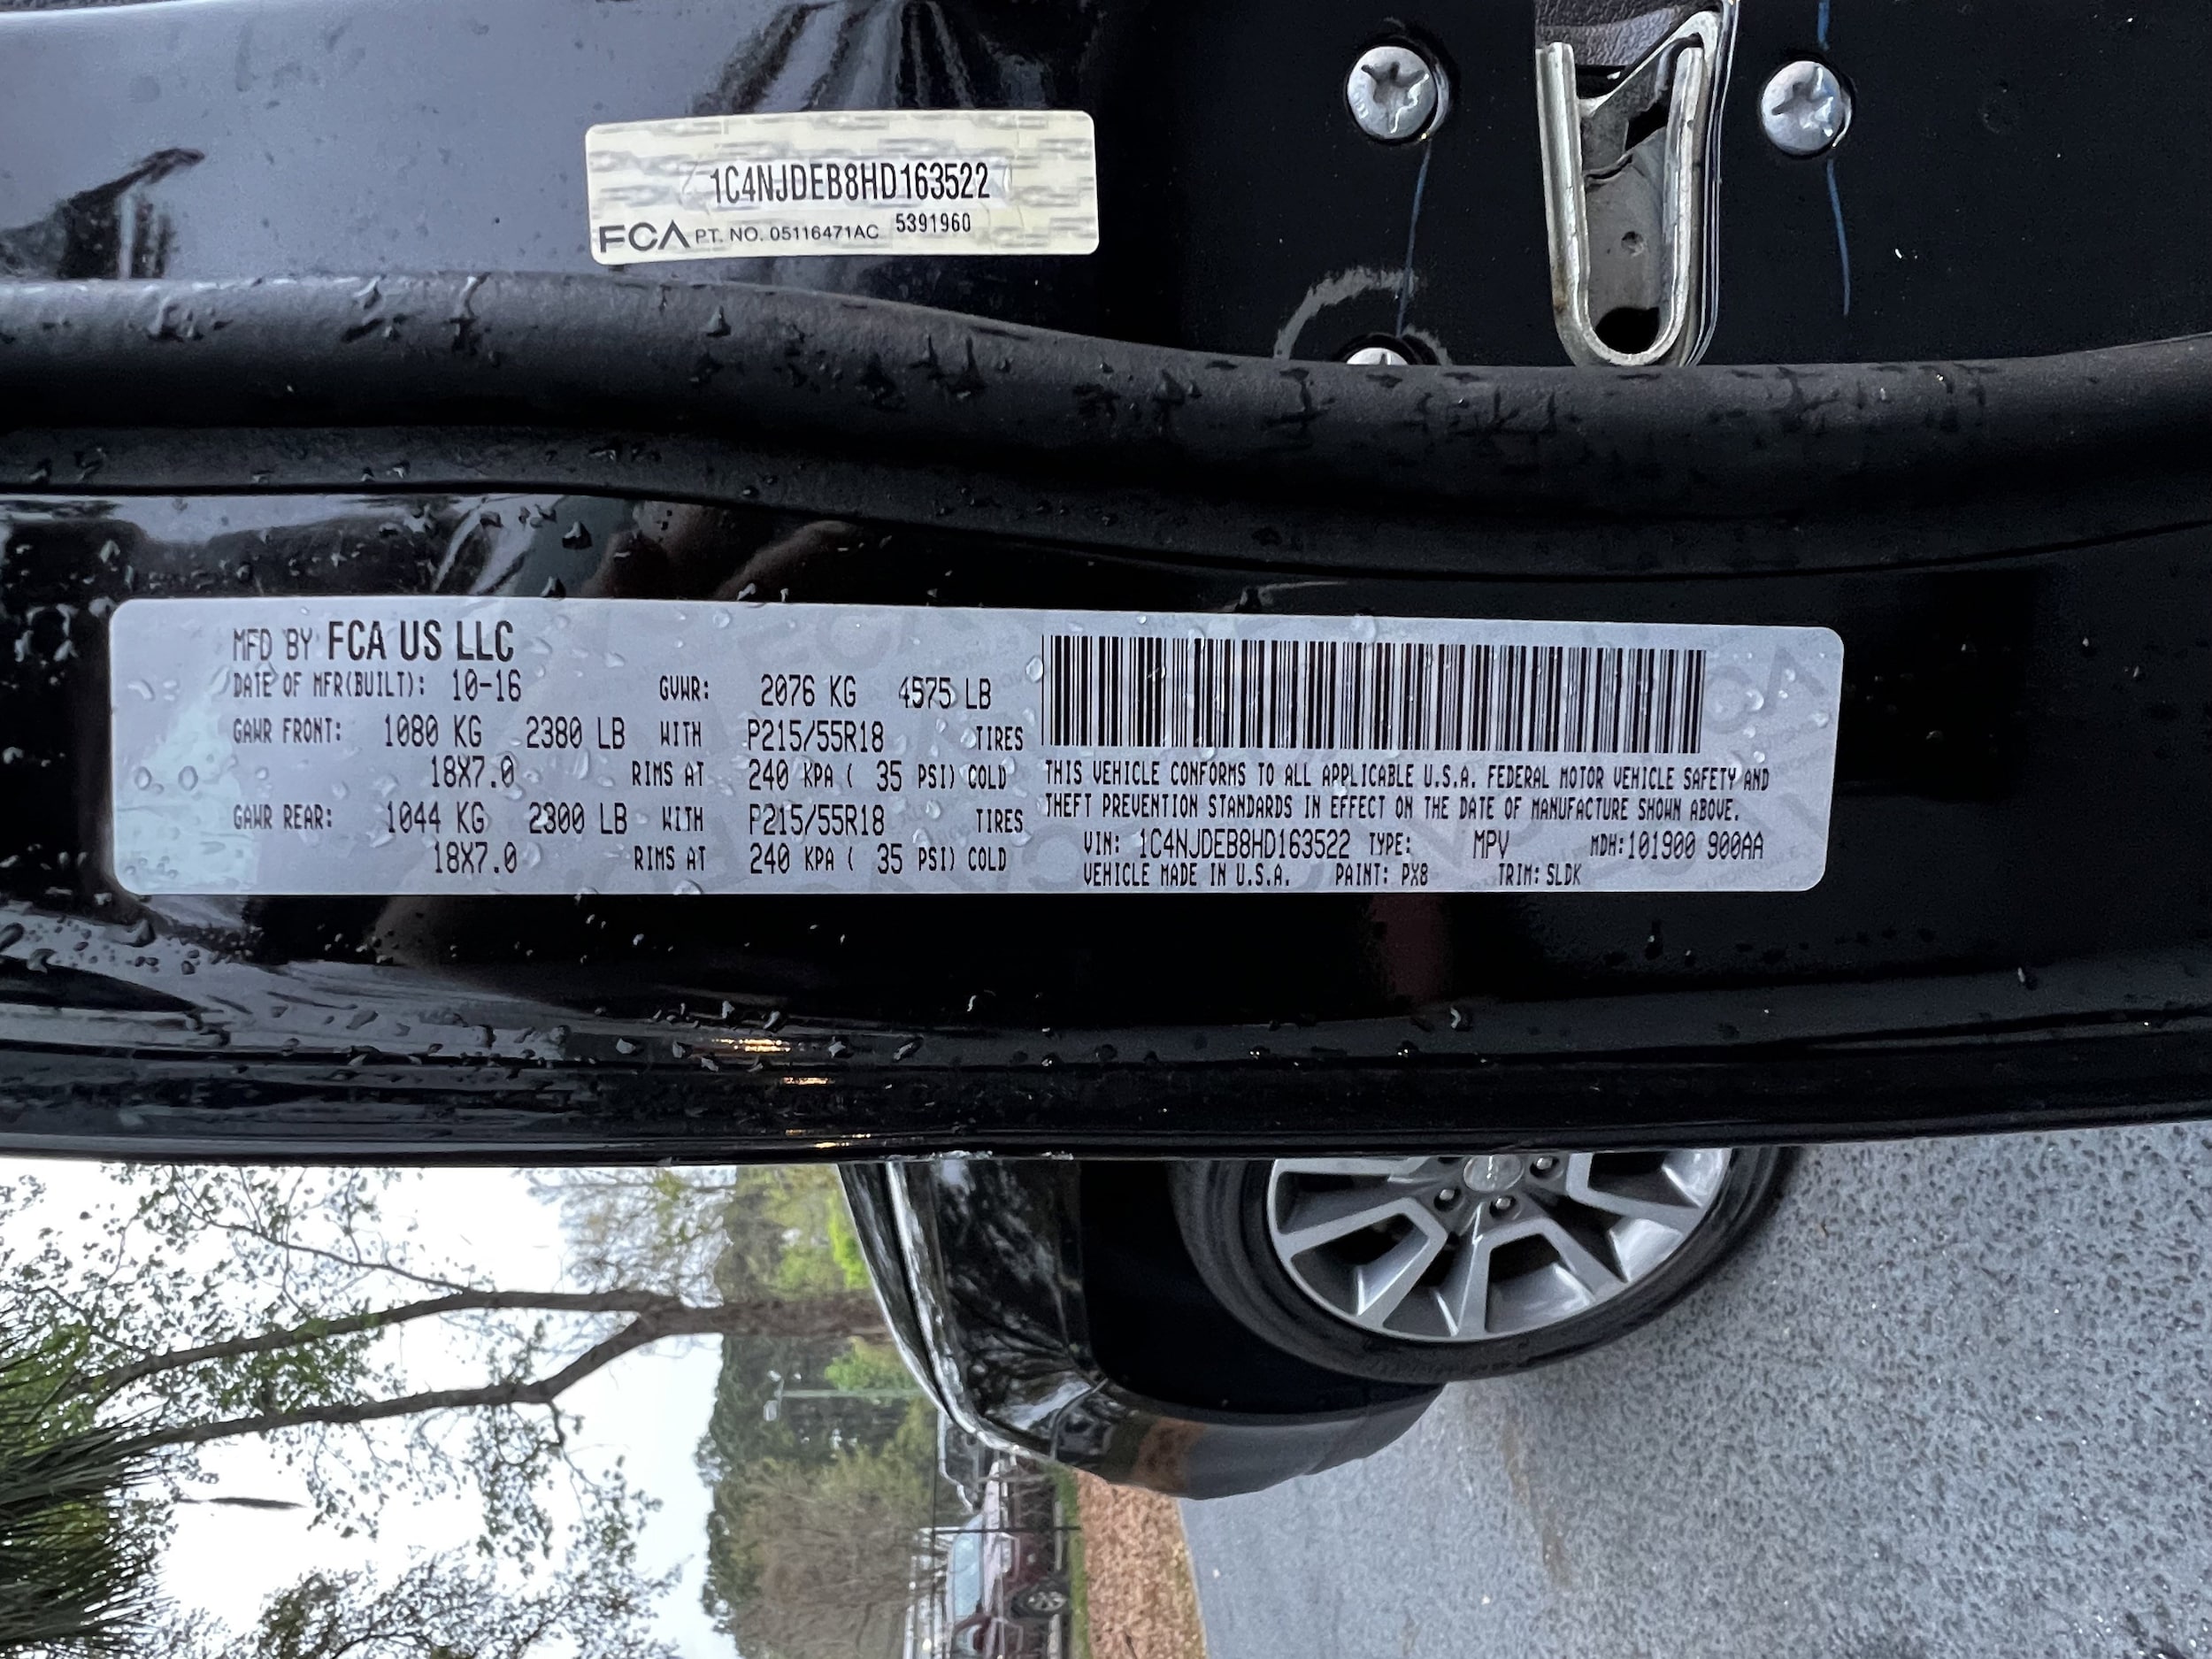 1C4NJDEB8HD163522
FCA PT. NO. 05116471AC 5391960
MFD BY FCA US LLC
DATE OF MFR(BUILT): 10-16 GVWR: 2076 KG 4575 LB
GAWR FRONT: 1080 KG 2380 LB WITH P215/55R18 TIRES
18X7.0 RIMS AT 240 KPA ( 35 PSI) COLD
GAWR REAR: 1044 KG 2300 LB WITH P215/55R18 TIRES
18X7.0 RIMS AT 240 KPA ( 35 PSI) COLD
THIS VEHICLE CONFORMS TO ALL APPLICABLE U.S.A. FEDERAL MOTOR VEHICLE SAFETY AND
THEFT PREVENTION STANDARDS IN EFFECT ON THE DATE OF MANUFACTURE SHOWN ABOVE.
VIN: 1C4NJDEB8HD163522 TYPE: MPV MDH:101900 900AA
VEHICLE MADE IN U.S.A. PAINT: PX8 TRIM: SLDK